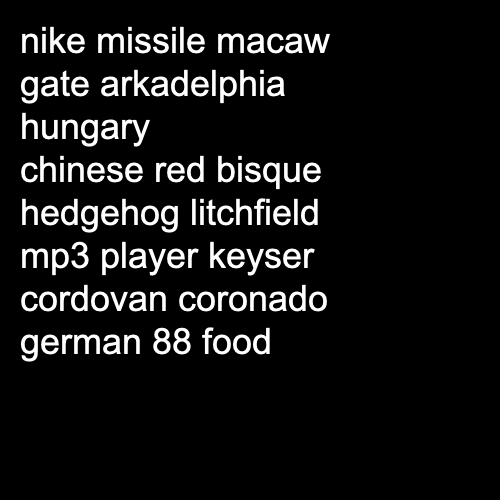 nike missile macaw
gate arkadelphia
hungary
chinese red bisque
hedgehog litchfield
mp3 player keyser
cordovan coronado
german 88 food